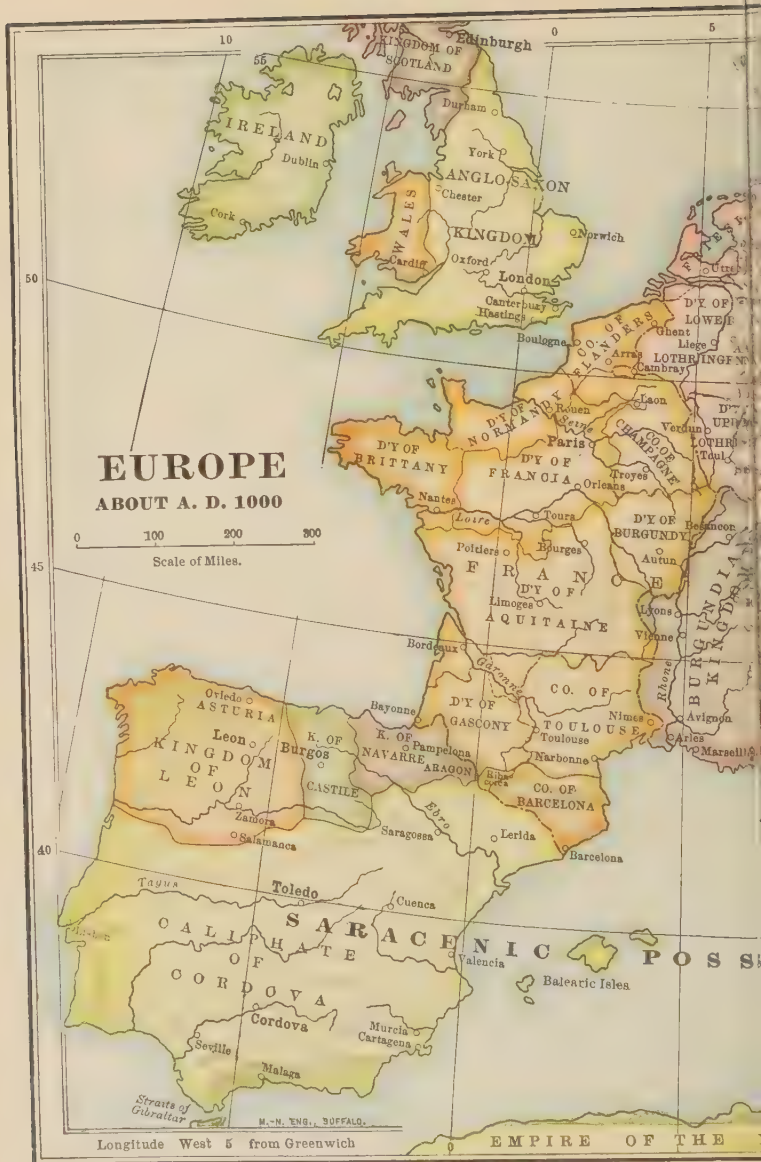 10
0
5
55
Edinburgh
KINGDOM OF
SCOTLAND
IRELAND
Dublin
Cork
Durham
York
ANGLO SAXON
Chester
WALES
KINGDOM
Norwich
Oxford
Cardiff
London
Canterbury
Hastings
50
D'Y OF
LOWER
Ghent
Liege
Boulogne
CO. OF
FLANDERS
Arras
Cambray
D'Y OF
NORMANDY
Rouen
Seine
Laon
Verdun
Paris
CO. OF
CHAMPAGNE
Toul
Troyes
D'Y OF
BRITTANY
D'Y OF
FRANCIA
Orleans
EUROPE
ABOUT A. D. 1000
0 100 200 300
Scale of Miles.
Nantes
Loire
Tours
D'Y OF
BURGUNDY
Besancon
Autun
Poitiers
Bourges
FRANCE
D'Y OF
AQUITAINE
Limoges
45
Lyons
Vienne
Rhone
BURGUNDIA
KINGDO
Bordeaux
Garonne
CO. OF
TOULOUSE
Nimes
Avignon
Arles
Marseill
Bayonne
D'Y OF
GASCONY
Toulouse
Narbonne
Oviedo
ASTURIA
Leon
KINGDOM
OF
LEON
Zamora
Salamanca
K. OF
Burgos
CASTILE
K. OF
Pampelona
NAVARRE
ARAGON
CO. OF
BARCELONA
Ebro
Saragossa
Lerida
Barcelona
40
Tagus
Toledo
Cuenca
SARACENIC POSS
CALIPHATE
OF
CORDOVA
Valencia
Balearic Isles
Cordova
Murcia
Cartagena
Seville
Malaga
Straits of
Gibraltar
M.-N. ENG., BUFFALO.
Longitude West 5 from Greenwich
0
EMPIRE OF THE